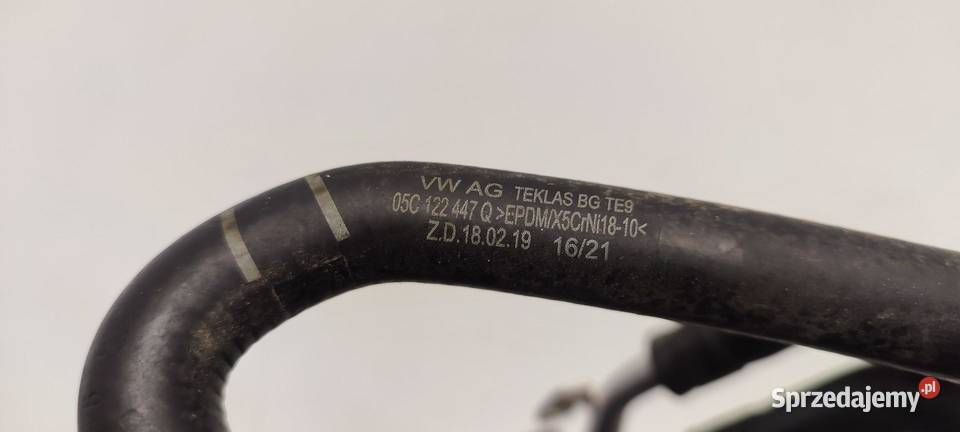 VW AG TEKLAS BG TE9
05C 122 447 Q >EPDM/X5CrNi18-10<
Z.D.18.02.19 16/21
Sprzedajemy.pl